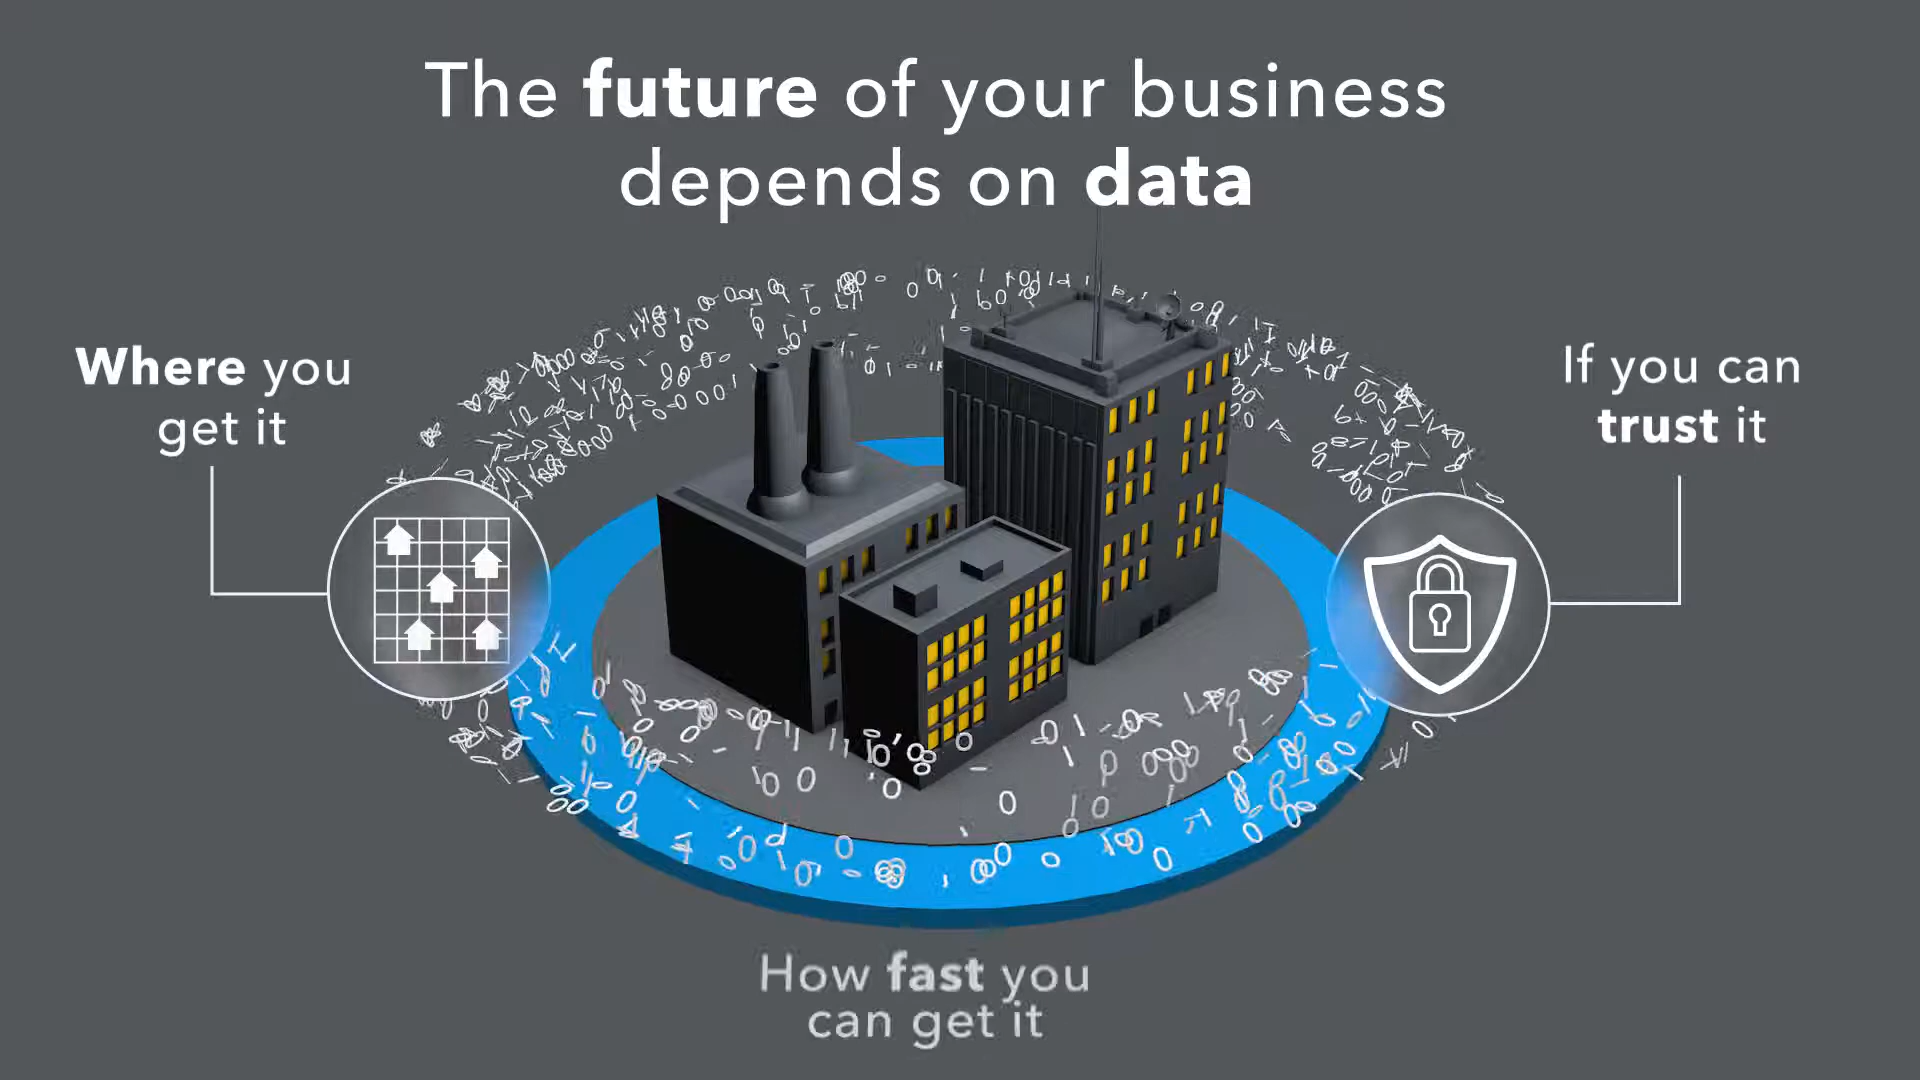 The future of your business
depends on data
Where you
get it
If you can
trust it
How fast you
can get it